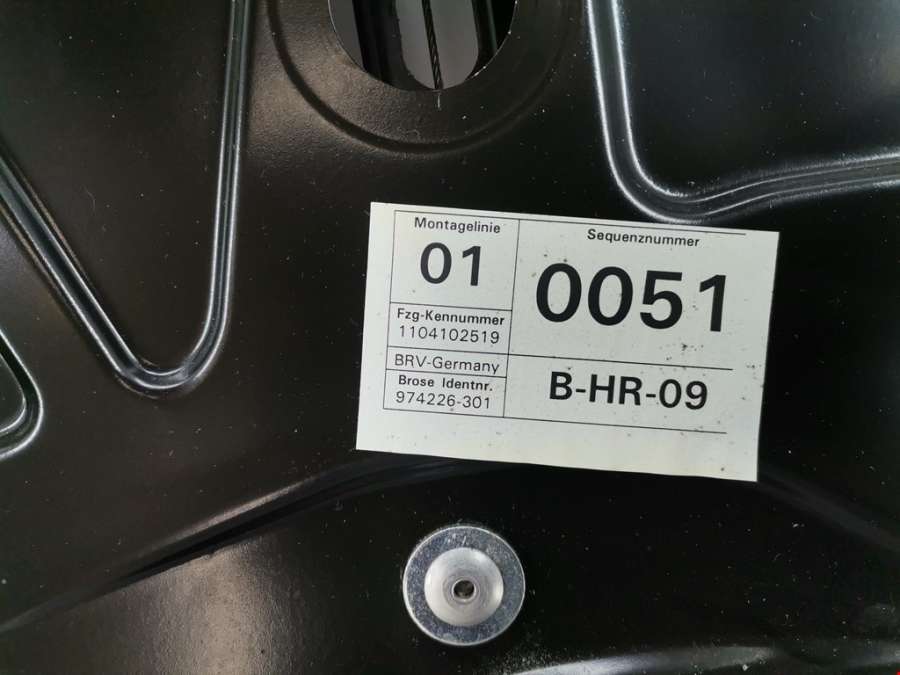 Montagelinie
01
Sequenznummer
0051
Fzg-Kennummer
1104102519
BRV-Germany
Brose Identnr.
974226-301
B-HR-09